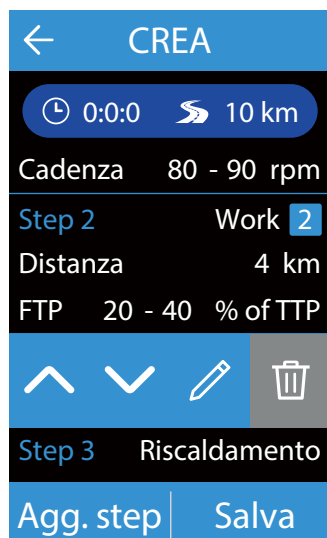 CREA
0:0:0 10 km
Cadenza 80 - 90 rpm
Step 2 Work 2
Distanza 4 km
FTP 20 - 40 % of TTP
Step 3 Riscaldamento
Agg. step Salva